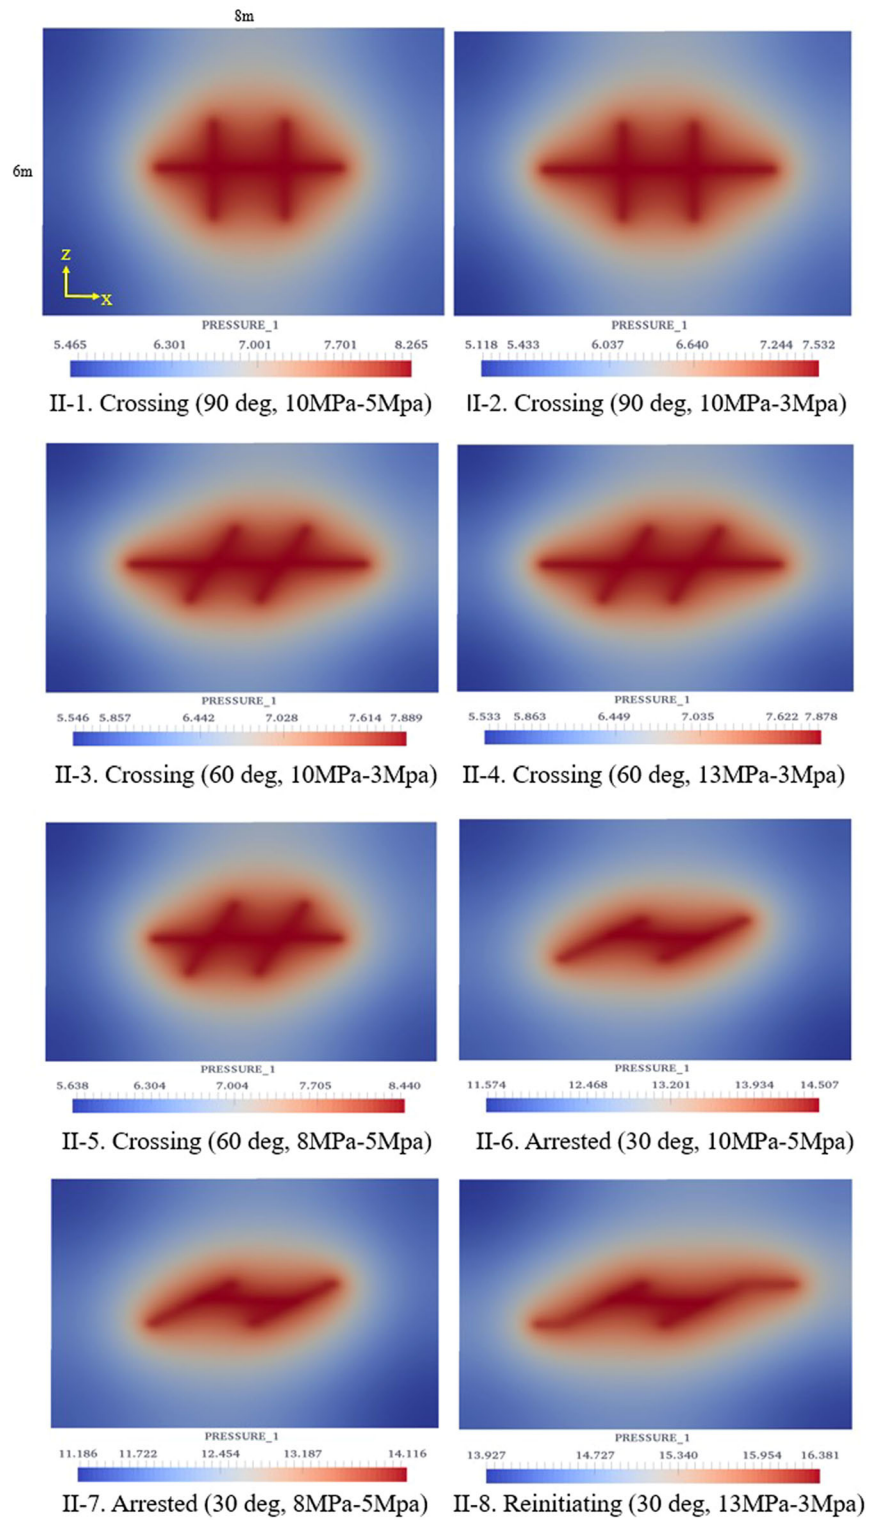 8m
6m
z
x
PRESSURE_1
5.465 6.301 7.001 7.701 8.265
II-1. Crossing (90 deg, 10MPa-5Mpa)
PRESSURE_1
5.118 5.433 6.037 6.640 7.244 7.532
II-2. Crossing (90 deg, 10MPa-3Mpa)
PRESSURE_1
5.546 5.857 6.442 7.028 7.614 7.889
II-3. Crossing (60 deg, 10MPa-3Mpa)
PRESSURE_1
5.533 5.863 6.449 7.035 7.622 7.878
II-4. Crossing (60 deg, 13MPa-3Mpa)
PRESSURE_1
5.638 6.304 7.004 7.705 8.440
II-5. Crossing (60 deg, 8MPa-5Mpa)
PRESSURE_1
11.574 12.468 13.201 13.934 14.507
II-6. Arrested (30 deg, 10MPa-5Mpa)
PRESSURE_1
11.186 11.722 12.454 13.187 14.116
II-7. Arrested (30 deg, 8MPa-5Mpa)
PRESSURE_1
13.927 14.727 15.340 15.954 16.381
II-8. Reinitiating (30 deg, 13MPa-3Mpa)